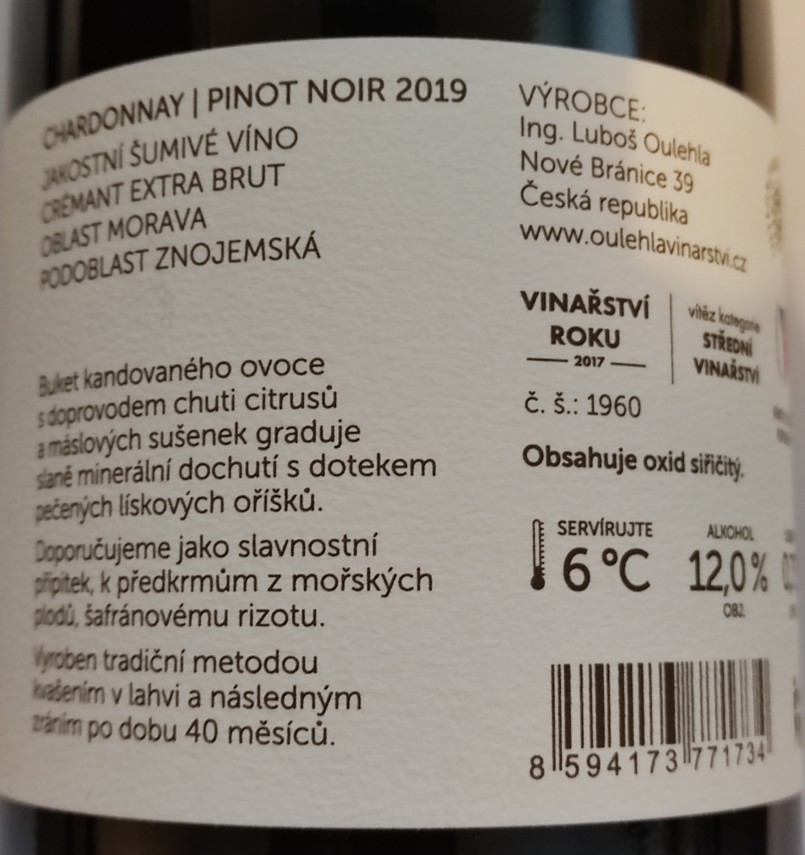 CHARDONNAY | PINOT NOIR 2019
JAKOSTNÍ ŠUMIVÉ VÍNO
CRÉMANT EXTRA BRUT
OBLAST MORAVA
PODOBLAST ZNOJEMSKÁ
Buket kandovaného ovoce
s doprovodem chuti citrusů
a máslových sušenek graduje
slaně minerální dochutí s dotekem
pečených lískových oříšků.
Doporučujeme jako slavnostní
přípitek, k předkrmům z mořských
plodů, šafránovému rizotu.
Vyroben tradiční metodou
kvašením v lahvi a následným
zráním po dobu 40 měsíců.
VÝROBCE:
Ing. Luboš Oulehla
Nové Bránice 39
Česká republika
www.oulehlavinarstvi.cz
VINAŘSTVÍ
ROKU
2017
vítěz kategorie
STŘEDNÍ
VINAŘSTVÍ
č. š.: 1960
Obsahuje oxid siřičitý.
SERVÍRUJTE
6 °C
ALKOHOL
12,0 %
OBJ.
8 594173 771734